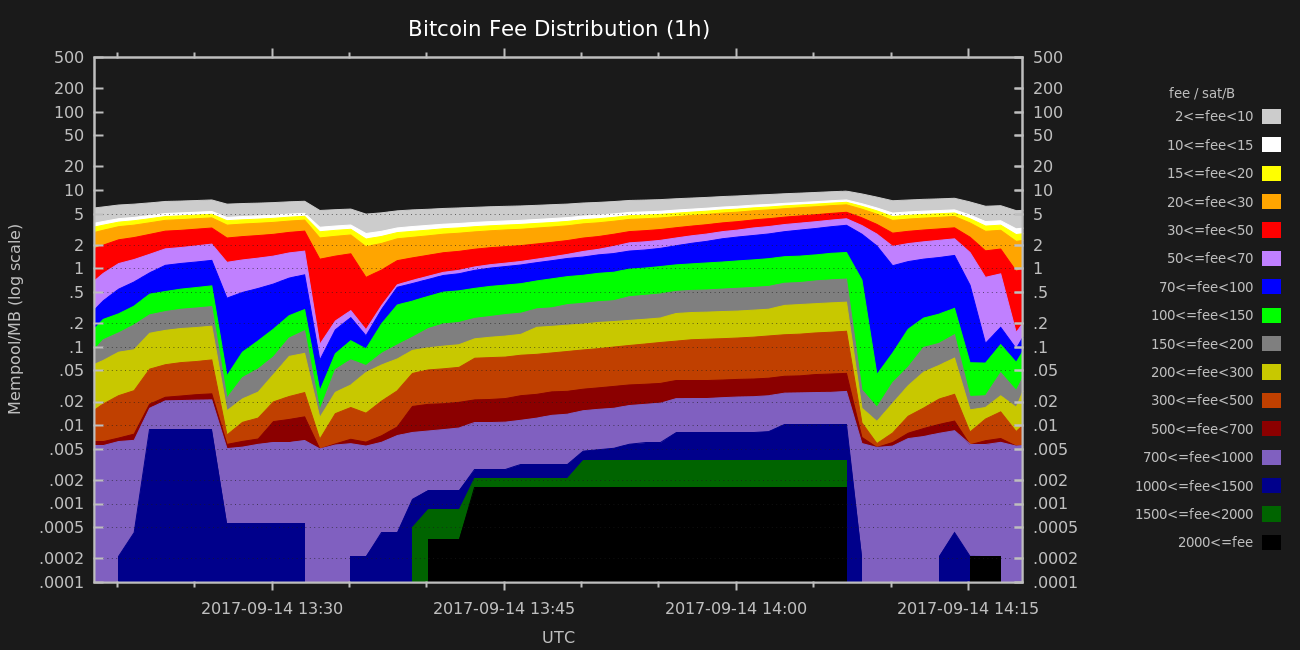 Bitcoin Fee Distribution (1h)
Mempool/MB (log scale)
500
200
100
50
20
10
5
2
1
.5
.2
.1
.05
.02
.01
.005
.002
.001
.0005
.0002
.0001
500
200
100
50
20
10
5
2
1
.5
.2
.1
.05
.02
.01
.005
.002
.001
.0005
.0002
.0001
2017-09-14 13:30
2017-09-14 13:45
2017-09-14 14:00
2017-09-14 14:15
UTC
fee / sat/B
2<=fee<10
10<=fee<15
15<=fee<20
20<=fee<30
30<=fee<50
50<=fee<70
70<=fee<100
100<=fee<150
150<=fee<200
200<=fee<300
300<=fee<500
500<=fee<700
700<=fee<1000
1000<=fee<1500
1500<=fee<2000
2000<=fee